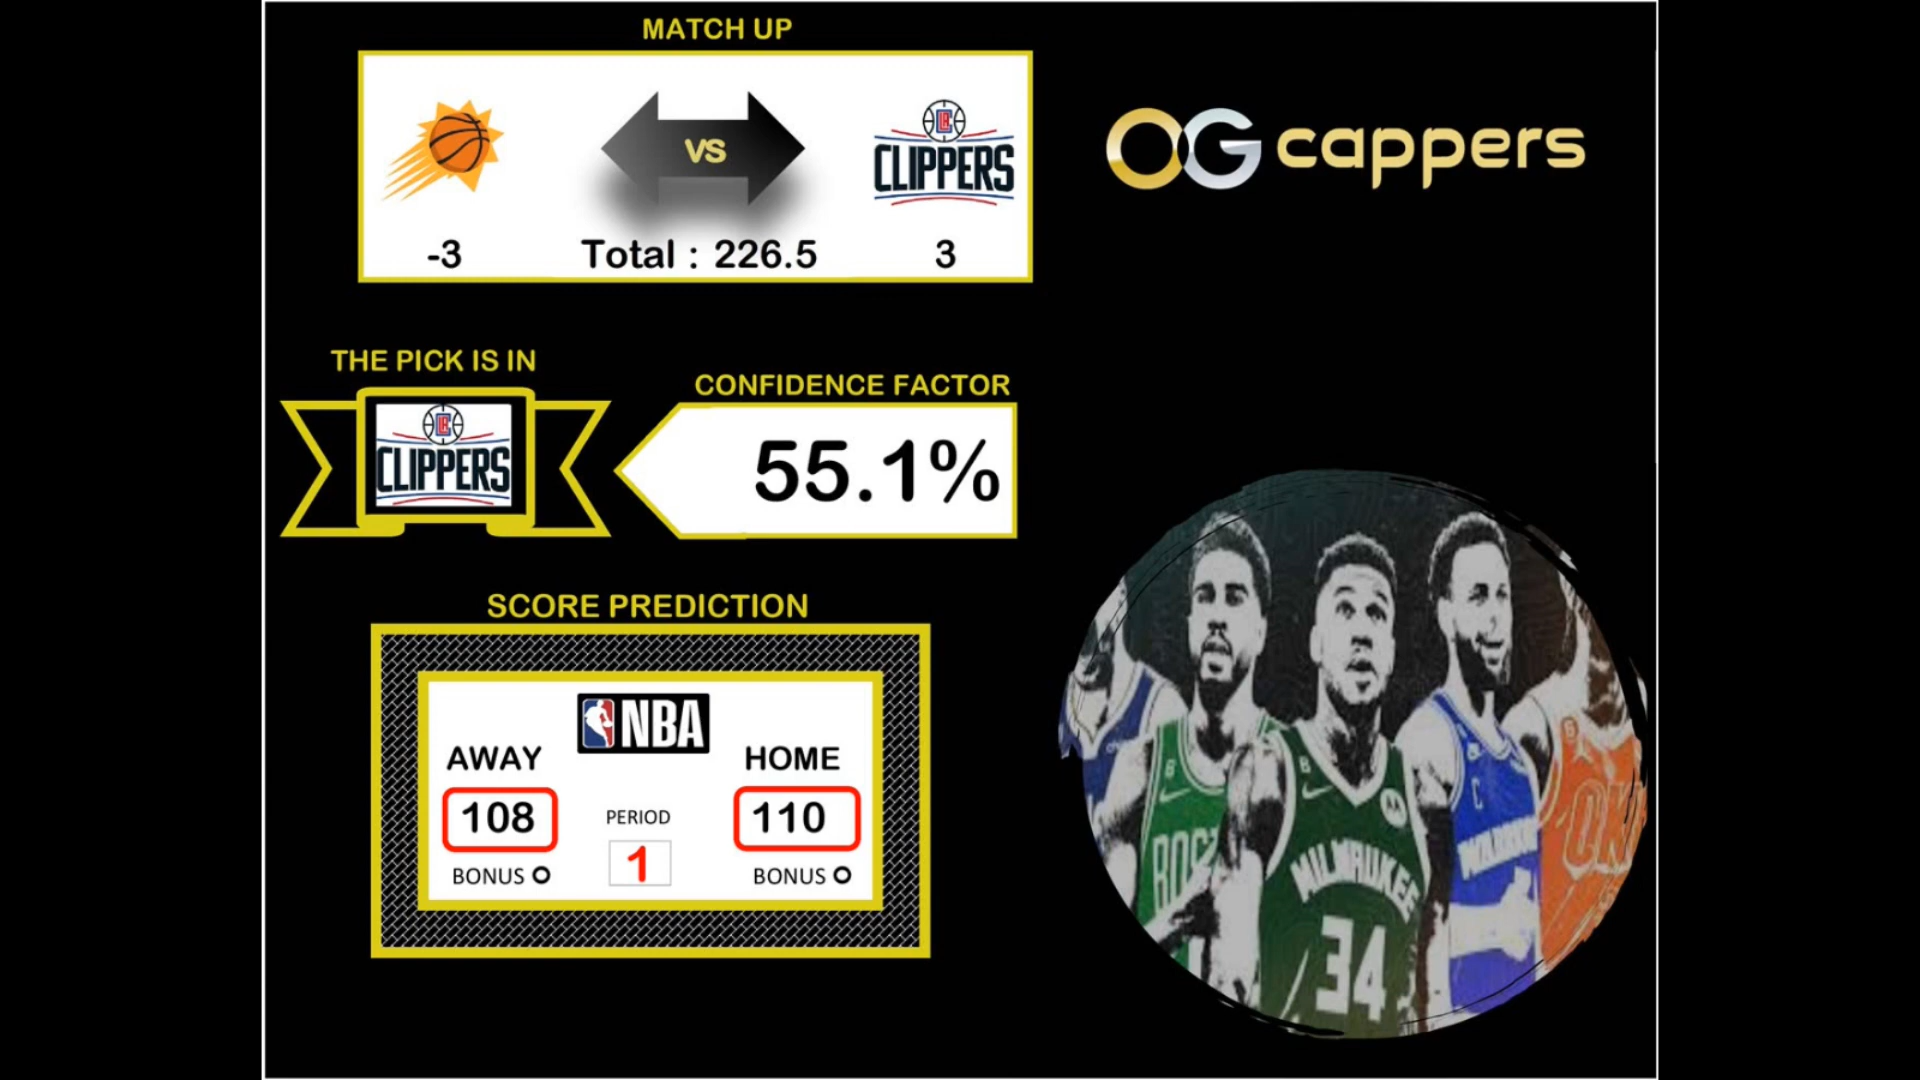 MATCH UP
VS
CLIPPERS
-3
Total : 226.5
3
OG cappers
THE PICK IS IN
CLIPPERS
CONFIDENCE FACTOR
55.1%
SCORE PREDICTION
NBA
AWAY
HOME
108
110
PERIOD
1
BONUS
BONUS
MILWAUKEE
34